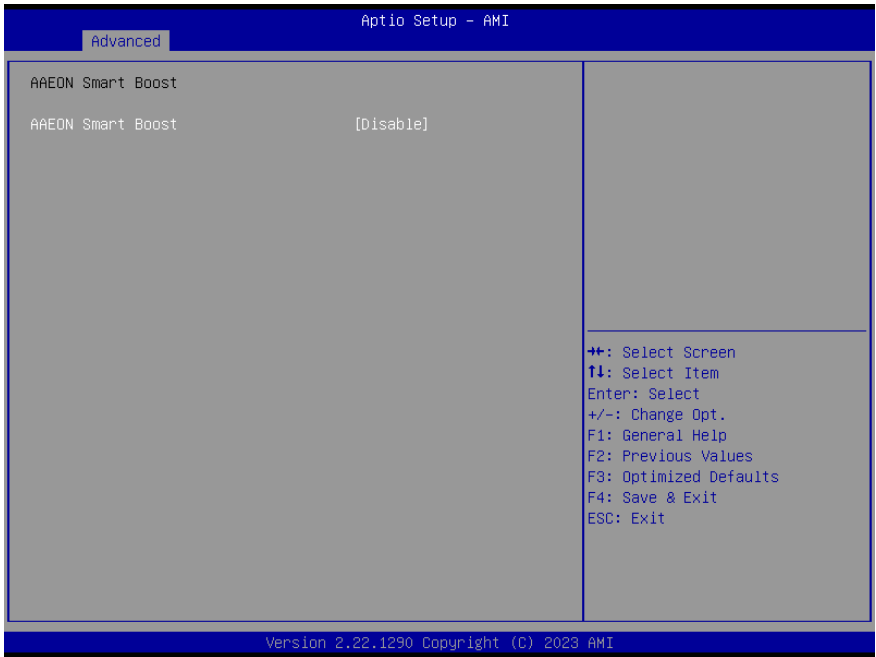 Aptio Setup – AMI
Advanced
AAEON Smart Boost
AAEON Smart Boost [Disable]
→←: Select Screen
↑↓: Select Item
Enter: Select
+/-: Change Opt.
F1: General Help
F2: Previous Values
F3: Optimized Defaults
F4: Save & Exit
ESC: Exit
Version 2.22.1290 Copyright (C) 2023 AMI